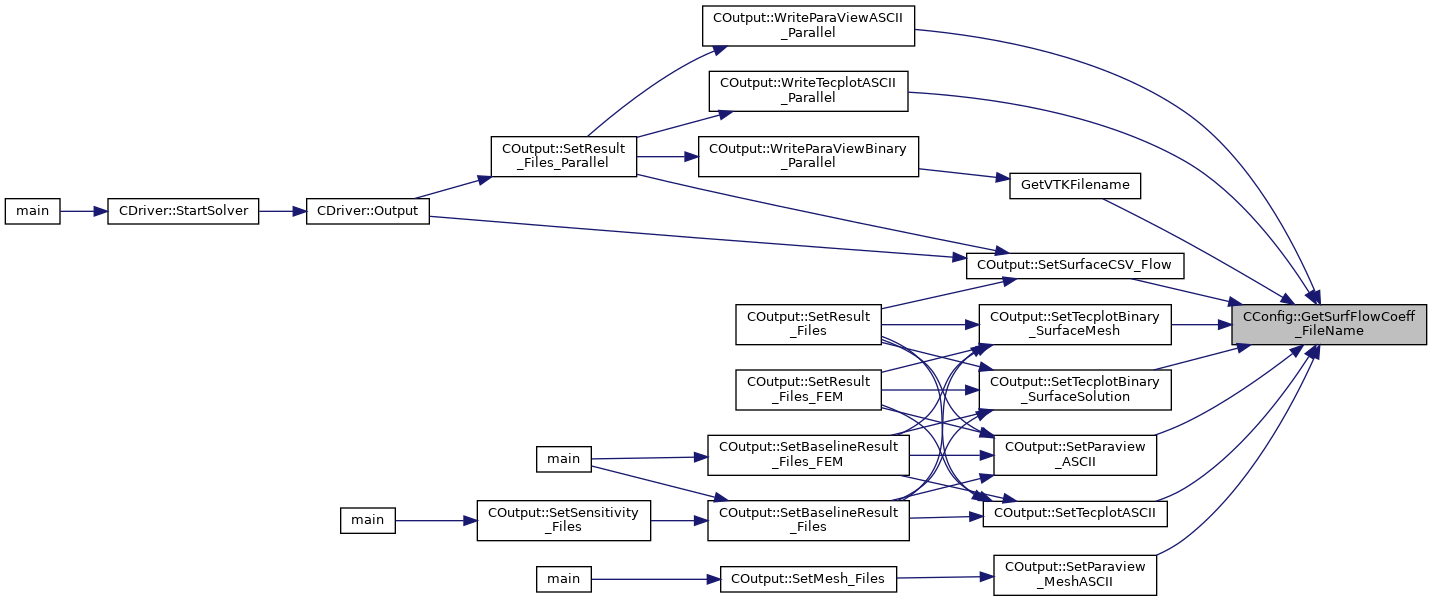 COutput::WriteParaViewASCII
_Parallel
COutput::WriteTecplotASCII
_Parallel
COutput::SetResult
_Files_Parallel
COutput::WriteParaViewBinary
_Parallel
GetVTKFilename
main
CDriver::StartSolver
CDriver::Output
COutput::SetSurfaceCSV_Flow
COutput::SetResult
_Files
COutput::SetTecplotBinary
_SurfaceMesh
CConfig::GetSurfFlowCoeff
_FileName
COutput::SetResult
_Files_FEM
COutput::SetTecplotBinary
_SurfaceSolution
main
COutput::SetBaselineResult
_Files_FEM
COutput::SetParaview
_ASCII
main
COutput::SetSensitivity
_Files
COutput::SetBaselineResult
_Files
COutput::SetTecplotASCII
main
COutput::SetMesh_Files
COutput::SetParaview
_MeshASCII